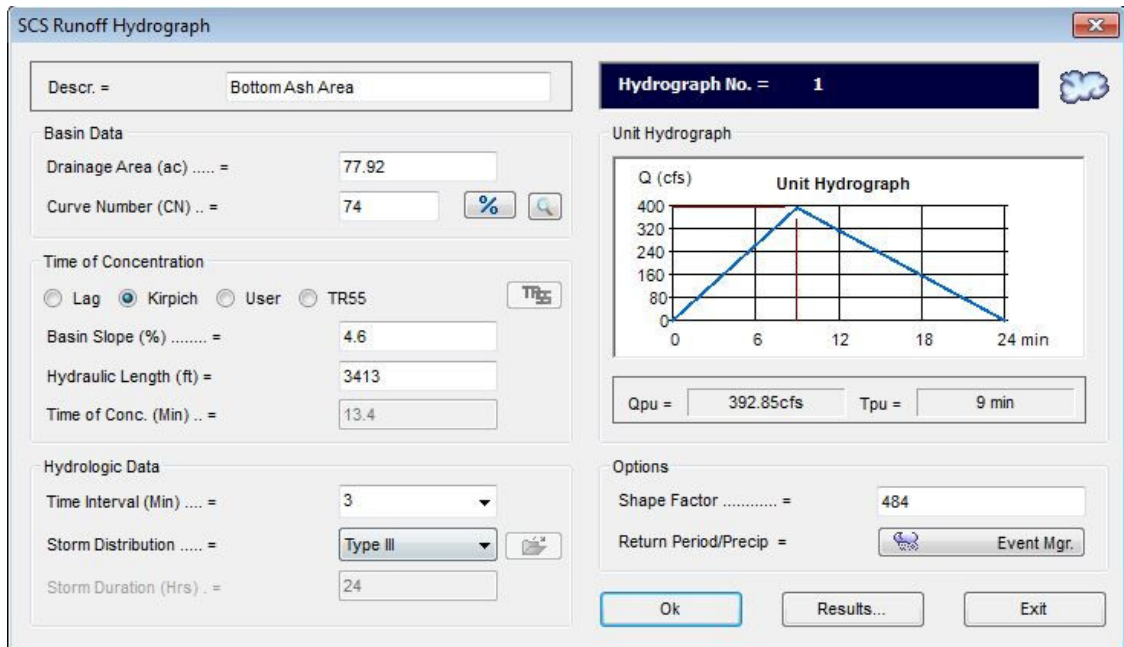 SCS Runoff Hydrograph
Descr. = Bottom Ash Area
Hydrograph No. = 1
Basin Data
Drainage Area (ac) ..... = 77.92
Curve Number (CN) .. = 74 %
Time of Concentration
Lag Kirpich User TR55
Basin Slope (%) ........ = 4.6
Hydraulic Length (ft) = 3413
Time of Conc. (Min) .. = 13.4
Hydrologic Data
Time Interval (Min) .... = 3
Storm Distribution ..... = Type III
Storm Duration (Hrs) . = 24
Unit Hydrograph
Q (cfs) Unit Hydrograph
400
320
240
160
80
0
0 6 12 18 24 min
Qpu = 392.85cfs Tpu = 9 min
Options
Shape Factor ............ = 484
Return Period/Precip = Event Mgr.
Ok Results... Exit